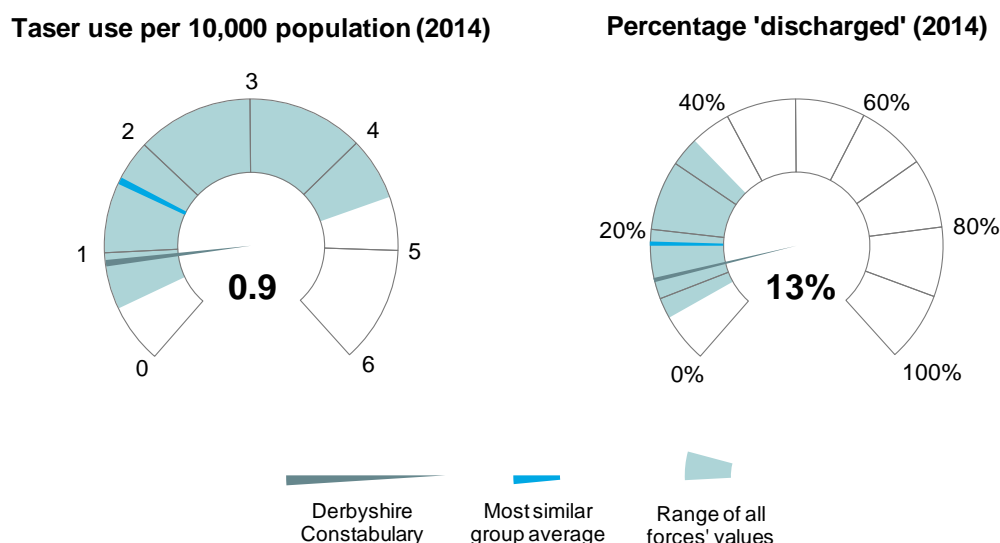 Taser use per 10,000 population (2014)
3
2
4
1
5
0.9
0
6
Percentage 'discharged' (2014)
40%
60%
20%
80%
13%
0%
100%
Derbyshire
Constabulary
Most similar
group average
Range of all
forces' values